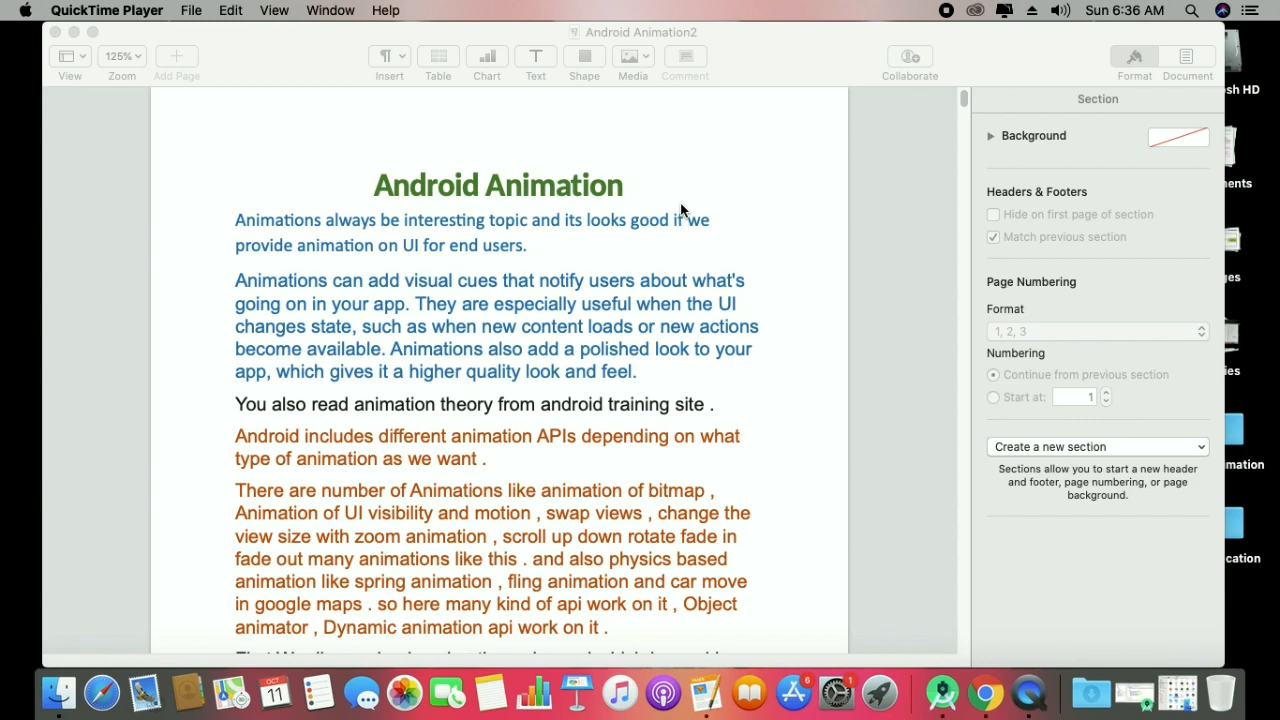 QuickTime Player File Edit View Window Help Sun 6:36 AM
Android Animation2
125%
View Zoom Add Page Insert Table Chart Text Shape Media Comment Collaborate Format Document
Section
sh HD
Background
Android Animation
Animations always be interesting topic and its looks good if we
provide animation on UI for end users.
Animations can add visual cues that notify users about what's
going on in your app. They are especially useful when the UI
changes state, such as when new content loads or new actions
become available. Animations also add a polished look to your
app, which gives it a higher quality look and feel.
You also read animation theory from android training site .
Android includes different animation APIs depending on what
type of animation as we want .
There are number of Animations like animation of bitmap ,
Animation of UI visibility and motion , swap views , change the
view size with zoom animation , scroll up down rotate fade in
fade out many animations like this . and also physics based
animation like spring animation , fling animation and car move
in google maps . so here many kind of api work on it , Object
animator , Dynamic animation api work on it .
Headers & Footers
Hide on first page of section
Match previous section
Page Numbering
Format
1, 2, 3
Numbering
Continue from previous section
Start at: 1
Create a new section
Sections allow you to start a new header
and footer, page numbering, or page
background.
ents
ges
ies
mation
cation
OCT
11
6
1